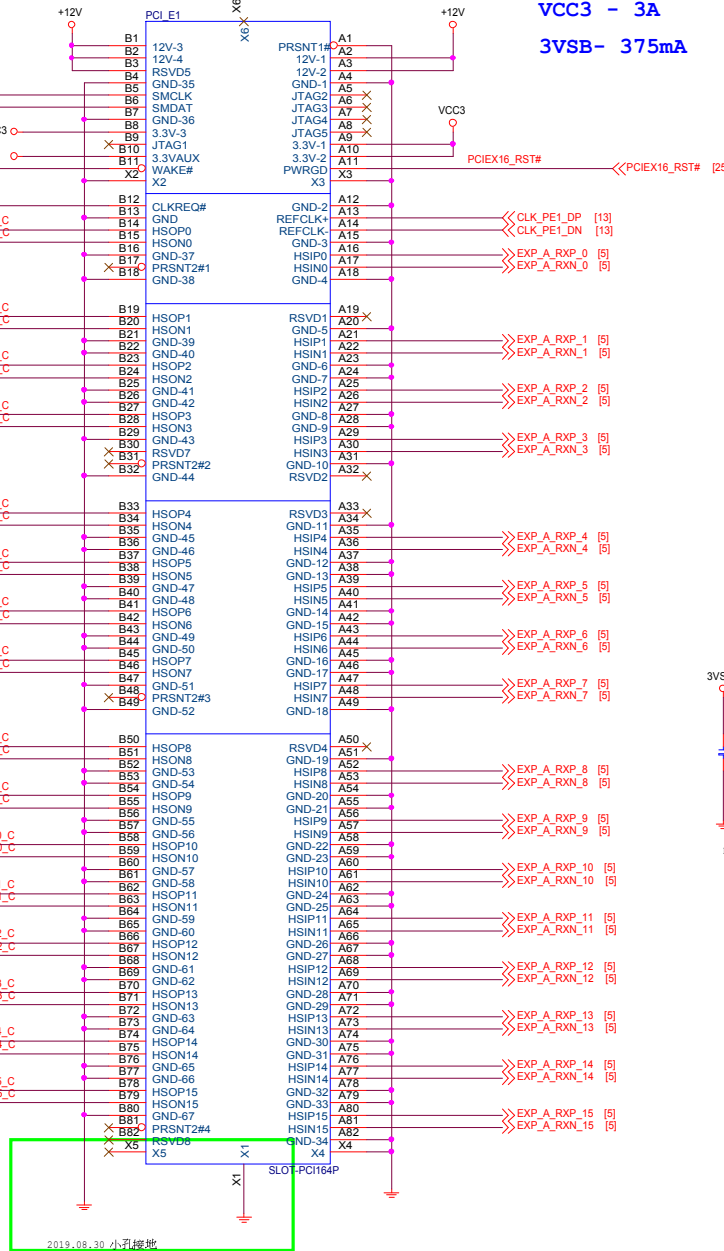 X6
+12V
PCI_E1
X6
+12V
VCC3 - 3A
3VSB- 375mA
B1 12V-3 PRSNT1# A1
B2 12V-4 12V-1 A2
B3 RSVD5 12V-2 A3
B4 GND-35 GND-1 A4
B5 SMCLK JTAG2 A5
B6 SMDAT JTAG3 A6
B7 GND-36 JTAG4 A7
B8 3.3V-3 JTAG5 A8
VCC3
B9 JTAG1 3.3V-1 A9
B10 3.3VAUX 3.3V-2 A10
B11 WAKE# PWRGD A11 PCIEX16_RST# PCIEX16_RST# [25
X2 X2 X3 X3
B12 CLKREQ# GND-2 A12
B13 GND REFCLK+ A13 CLK_PE1_DP [13]
B14 HSOP0 REFCLK- A14 CLK_PE1_DN [13]
B15 HSON0 GND-3 A15
B16 GND-37 HSIP0 A16 EXP_A_RXP_0 [5]
B17 PRSNT2#1 HSIN0 A17 EXP_A_RXN_0 [5]
B18 GND-38 GND-4 A18
B19 HSOP1 RSVD1 A19
B20 HSON1 GND-5 A20
B21 GND-39 HSIP1 A21 EXP_A_RXP_1 [5]
B22 GND-40 HSIN1 A22 EXP_A_RXN_1 [5]
B23 HSOP2 GND-6 A23
B24 HSON2 GND-7 A24
B25 GND-41 HSIP2 A25 EXP_A_RXP_2 [5]
B26 GND-42 HSIN2 A26 EXP_A_RXN_2 [5]
B27 HSOP3 GND-8 A27
B28 HSON3 GND-9 A28
B29 GND-43 HSIP3 A29 EXP_A_RXP_3 [5]
B30 RSVD7 HSIN3 A30 EXP_A_RXN_3 [5]
B31 PRSNT2#2 GND-10 A31
B32 GND-44 RSVD2 A32
B33 HSOP4 RSVD3 A33
B34 HSON4 GND-11 A34
B35 GND-45 HSIP4 A35 EXP_A_RXP_4 [5]
B36 GND-46 HSIN4 A36 EXP_A_RXN_4 [5]
B37 HSOP5 GND-12 A37
B38 HSON5 GND-13 A38
B39 GND-47 HSIP5 A39 EXP_A_RXP_5 [5]
B40 GND-48 HSIN5 A40 EXP_A_RXN_5 [5]
B41 HSOP6 GND-14 A41
B42 HSON6 GND-15 A42
B43 GND-49 HSIP6 A43 EXP_A_RXP_6 [5]
B44 GND-50 HSIN6 A44 EXP_A_RXN_6 [5]
B45 HSOP7 GND-16 A45
B46 HSON7 GND-17 A46
B47 GND-51 HSIP7 A47 EXP_A_RXP_7 [5]
B48 PRSNT2#3 HSIN7 A48 EXP_A_RXN_7 [5]
B49 GND-52 GND-18 A49
B50 HSOP8 RSVD4 A50
B51 HSON8 GND-19 A51
B52 GND-53 HSIP8 A52 EXP_A_RXP_8 [5]
B53 GND-54 HSIN8 A53 EXP_A_RXN_8 [5]
B54 HSOP9 GND-20 A54
B55 HSON9 GND-21 A55
B56 GND-55 HSIP9 A56 EXP_A_RXP_9 [5]
B57 GND-56 HSIN9 A57 EXP_A_RXN_9 [5]
B58 HSOP10 GND-22 A58
B59 HSON10 GND-23 A59
B60 GND-57 HSIP10 A60 EXP_A_RXP_10 [5]
B61 GND-58 HSIN10 A61 EXP_A_RXN_10 [5]
B62 HSOP11 GND-24 A62
B63 HSON11 GND-25 A63
B64 GND-59 HSIP11 A64 EXP_A_RXP_11 [5]
B65 GND-60 HSIN11 A65 EXP_A_RXN_11 [5]
B66 HSOP12 GND-26 A66
B67 HSON12 GND-27 A67
B68 GND-61 HSIP12 A68 EXP_A_RXP_12 [5]
B69 GND-62 HSIN12 A69 EXP_A_RXN_12 [5]
B70 HSOP13 GND-28 A70
B71 HSON13 GND-29 A71
B72 GND-63 HSIP13 A72 EXP_A_RXP_13 [5]
B73 GND-64 HSIN13 A73 EXP_A_RXN_13 [5]
B74 HSOP14 GND-30 A74
B75 HSON14 GND-31 A75
B76 GND-65 HSIP14 A76 EXP_A_RXP_14 [5]
B77 GND-66 HSIN14 A77 EXP_A_RXN_14 [5]
B78 HSOP15 GND-32 A78
B79 HSON15 GND-33 A79
B80 GND-67 HSIP15 A80 EXP_A_RXP_15 [5]
B81 PRSNT2#4 HSIN15 A81 EXP_A_RXN_15 [5]
B82 RSVD8 GND-34 A82
X5 X5 X1 X4 X4
X1
SLOT-PCI164P
2019.08.30 小孔接地